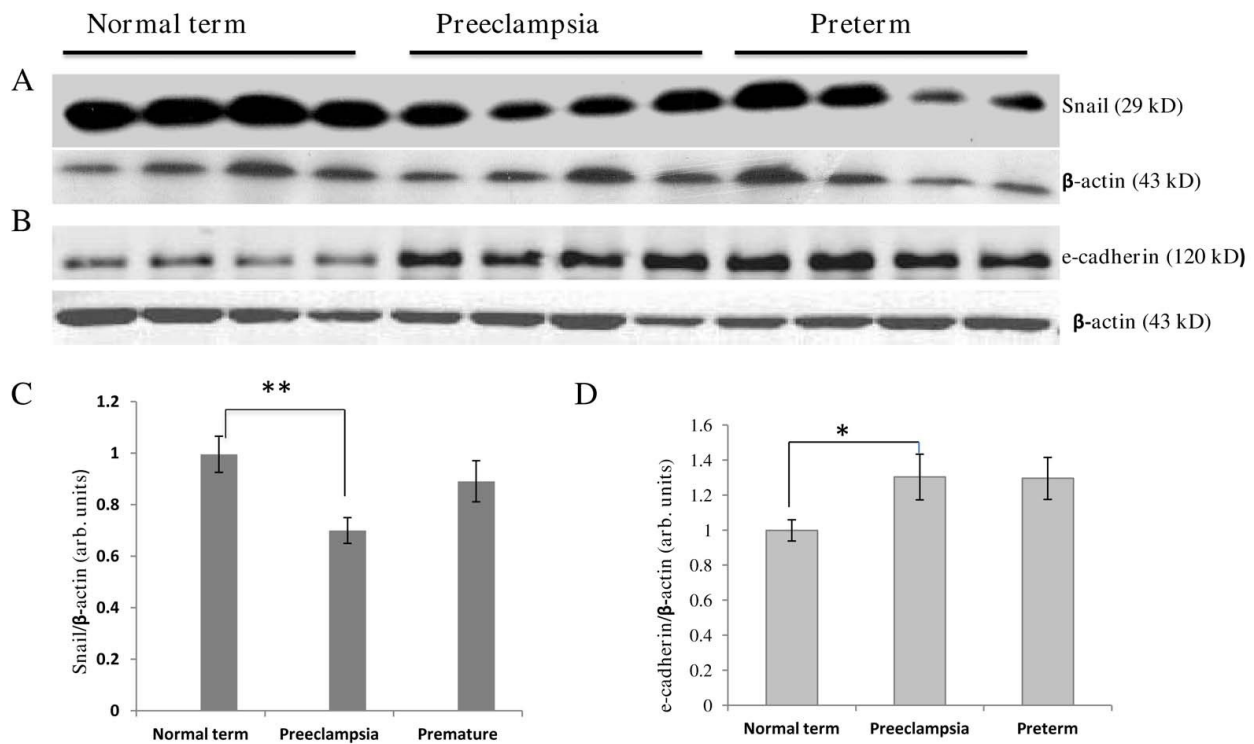 Normal term Preeclampsia Preterm
A
Snail (29 kD)
β-actin (43 kD)
B
e-cadherin (120 kD)
β-actin (43 kD)
C
**
Snail/β-actin (arb. units)
1.2
1
0.8
0.6
0.4
0.2
0
Normal term Preeclampsia Premature
D
*
e-cadherin/β-actin (arb. units)
1.6
1.4
1.2
1
0.8
0.6
0.4
0.2
0
Normal term Preeclampsia Preterm